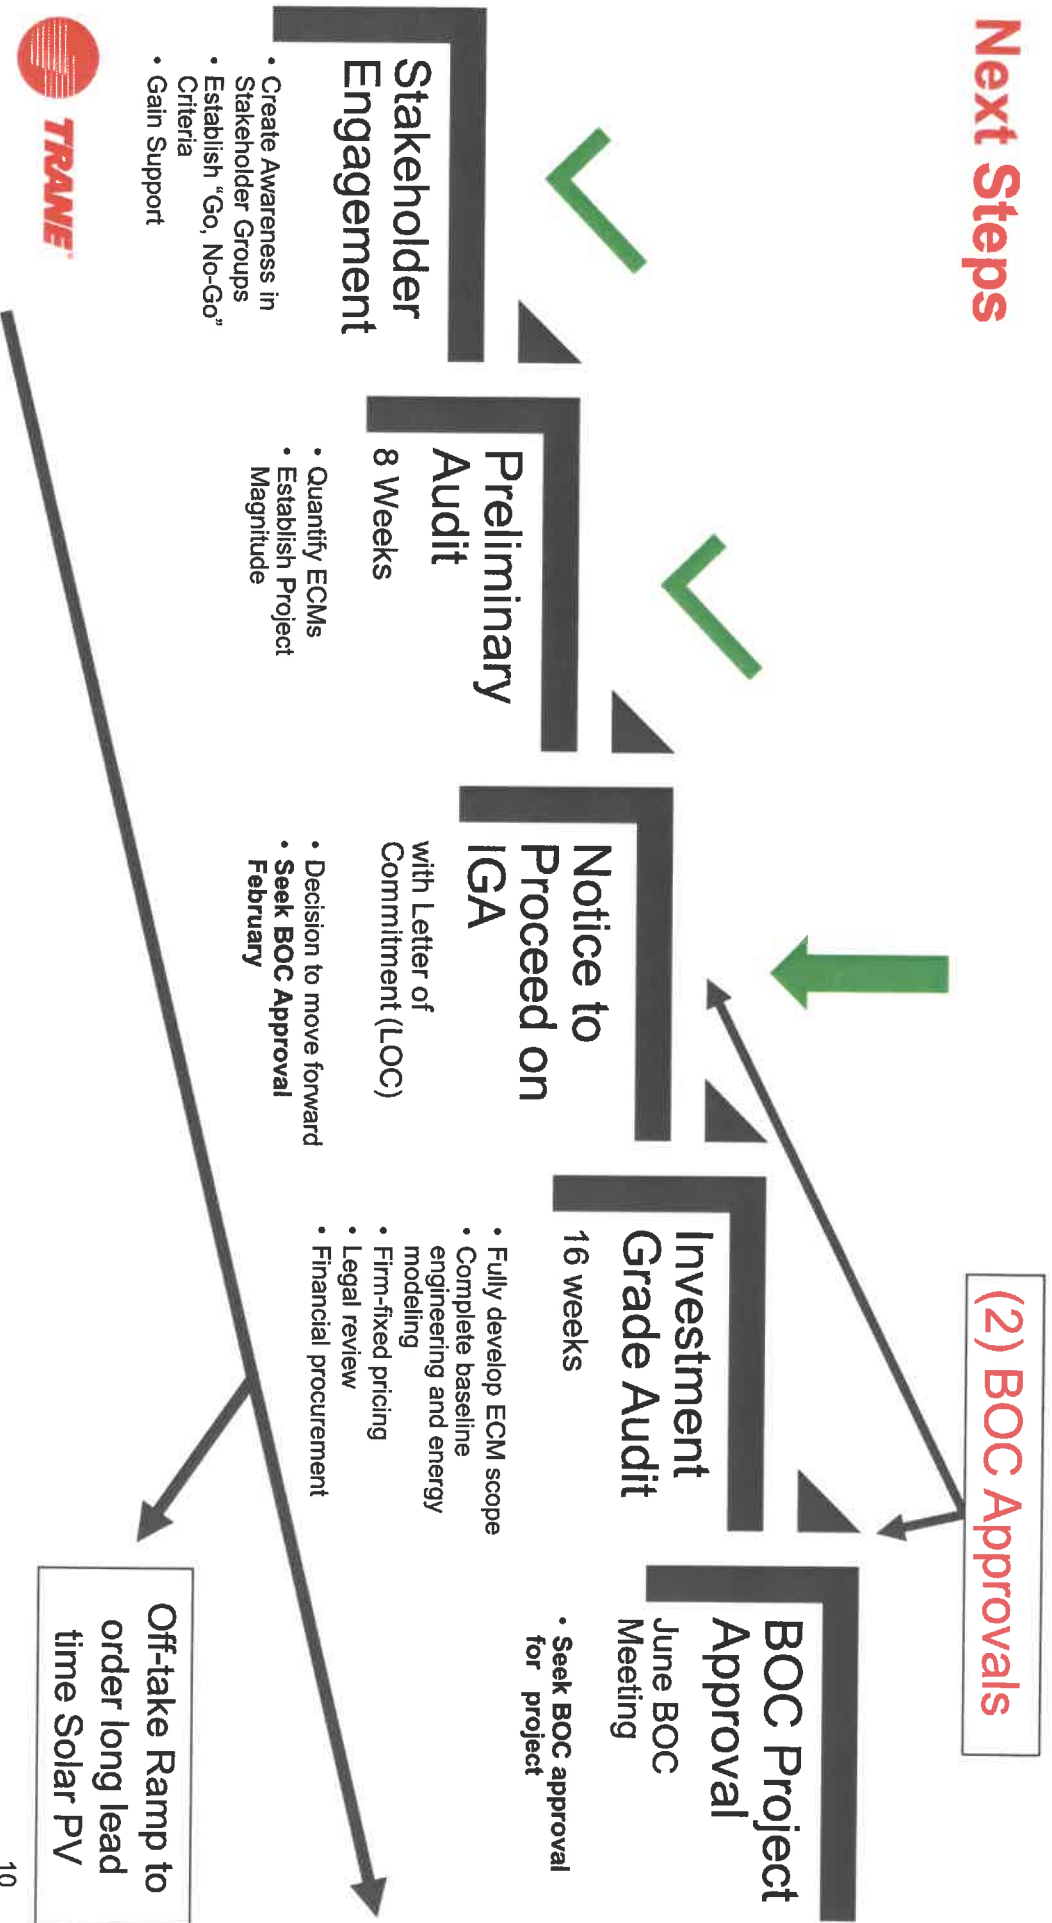 Next Steps
(2) BOC Approvals
Stakeholder
Engagement
• Create Awareness in
Stakeholder Groups
• Establish "Go, No-Go"
Criteria
• Gain Support
Preliminary
Audit
8 Weeks
• Quantify ECMs
• Establish Project
Magnitude
Notice to
Proceed on
IGA
with Letter of
Commitment (LOC)
• Decision to move forward
• Seek BOC Approval
February
Investment
Grade Audit
16 weeks
• Fully develop ECM scope
• Complete baseline
engineering and energy
modeling
• Firm-fixed pricing
• Legal review
• Financial procurement
BOC Project
Approval
June BOC
Meeting
• Seek BOC approval
for project
Off-take Ramp to
order long lead
time Solar PV
TRANE
10